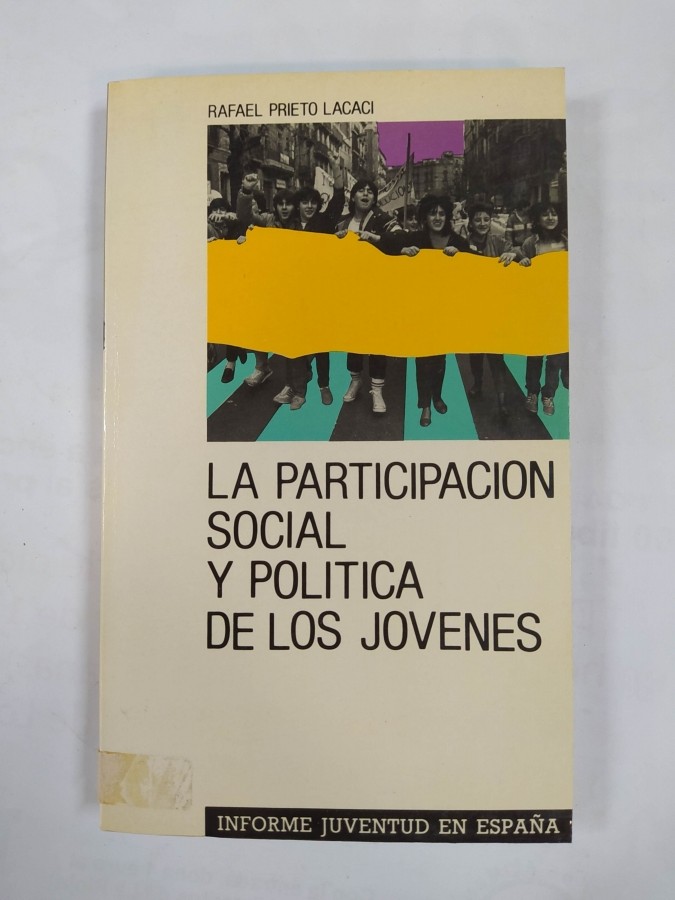 RAFAEL PRIETO LACACI
LA PARTICIPACION
SOCIAL
Y POLITICA
DE LOS JOVENES
INFORME JUVENTUD EN ESPAÑA